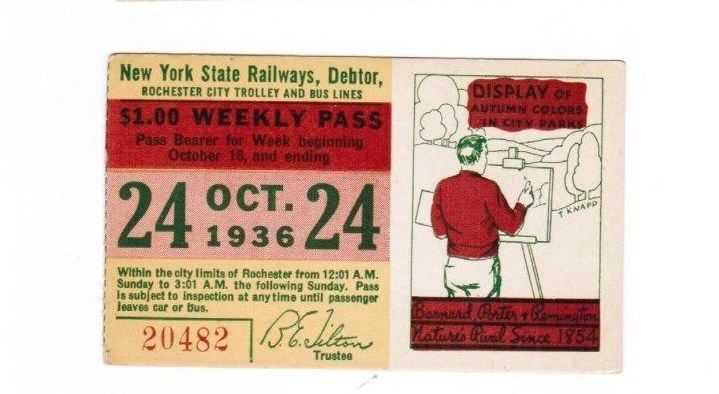 New York State Railways, Debtor,
ROCHESTER CITY TROLLEY AND BUS LINES
$1.00 WEEKLY PASS
Pass Bearer for Week beginning
October 18, and ending
24 OCT. 24
1936
Within the city limits of Rochester from 12:01 A.M.
Sunday to 3:01 A.M. the following Sunday. Pass
is subject to inspection at any time until passenger
leaves car or bus.
20482
B.E. Tilton
Trustee
DISPLAY OF
AUTUMN COLORS
IN CITY PARKS
T KNAPP
Barnard, Porter & Remington
Nature's Rival Since 1854